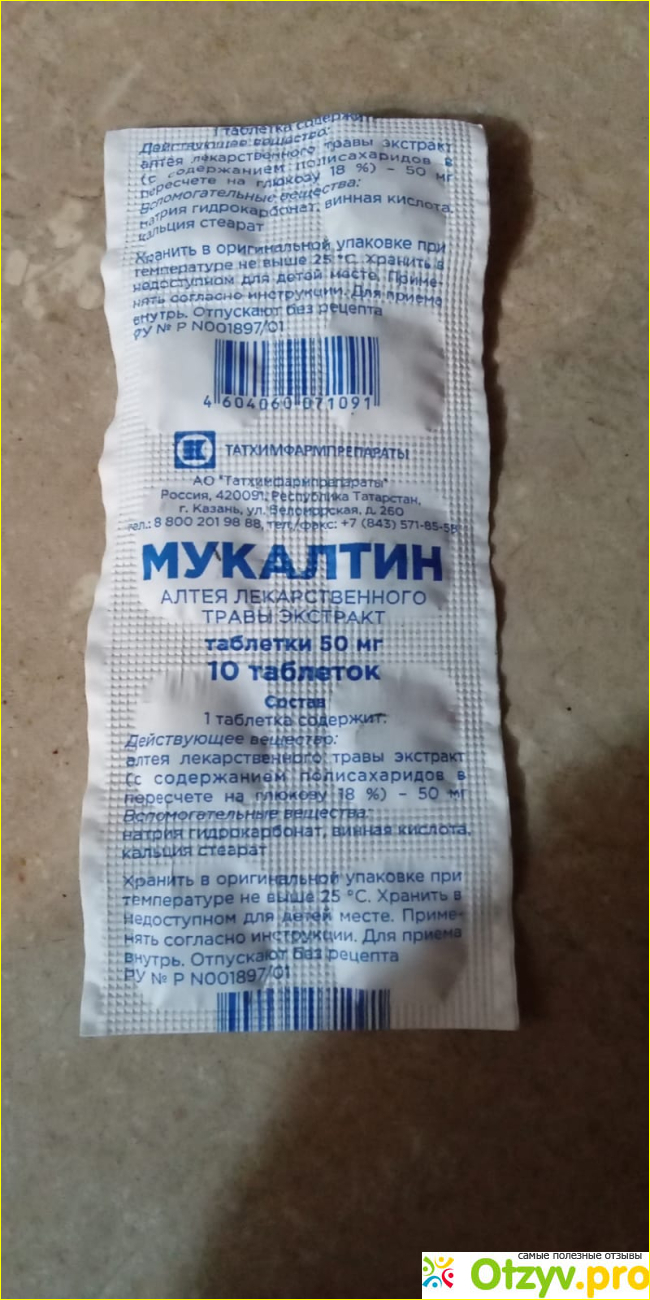 1 таблетка содержит:
Действующее вещество:
алтея лекарственного травы экстракт
(с содержанием полисахаридов в
пересчете на глюкозу 18 %) – 50 мг
Вспомогательные вещества:
натрия гидрокарбонат, винная кислота,
кальция стеарат
Хранить в оригинальной упаковке при
температуре не выше 25 °C. Хранить в
недоступном для детей месте. Приме-
нять согласно инструкции. Для приема
внутрь. Отпускают без рецепта
РУ № Р N001897/01
4 604060 071091
ТАТХИМФАРМПРЕПАРАТЫ
АО "Татхимфармпрепараты"
Россия, 420091, Республика Татарстан,
г. Казань, ул. Беломорская, д. 260
тел.: 8 800 201 98 88, тел./факс: +7 (843) 571-85-58
МУКАЛТИН
АЛТЕЯ ЛЕКАРСТВЕННОГО
ТРАВЫ ЭКСТРАКТ
таблетки 50 мг
10 таблеток
Состав
1 таблетка содержит:
Действующее вещество:
алтея лекарственного травы экстракт
(с содержанием полисахаридов в
пересчете на глюкозу 18 %) – 50 мг
Вспомогательные вещества:
натрия гидрокарбонат, винная кислота,
кальция стеарат
Хранить в оригинальной упаковке при
температуре не выше 25 °C. Хранить в
недоступном для детей месте. Приме-
нять согласно инструкции. Для приема
внутрь. Отпускают без рецепта
РУ № Р N001897/01
самые полезные отзывы
Otzyv.pro